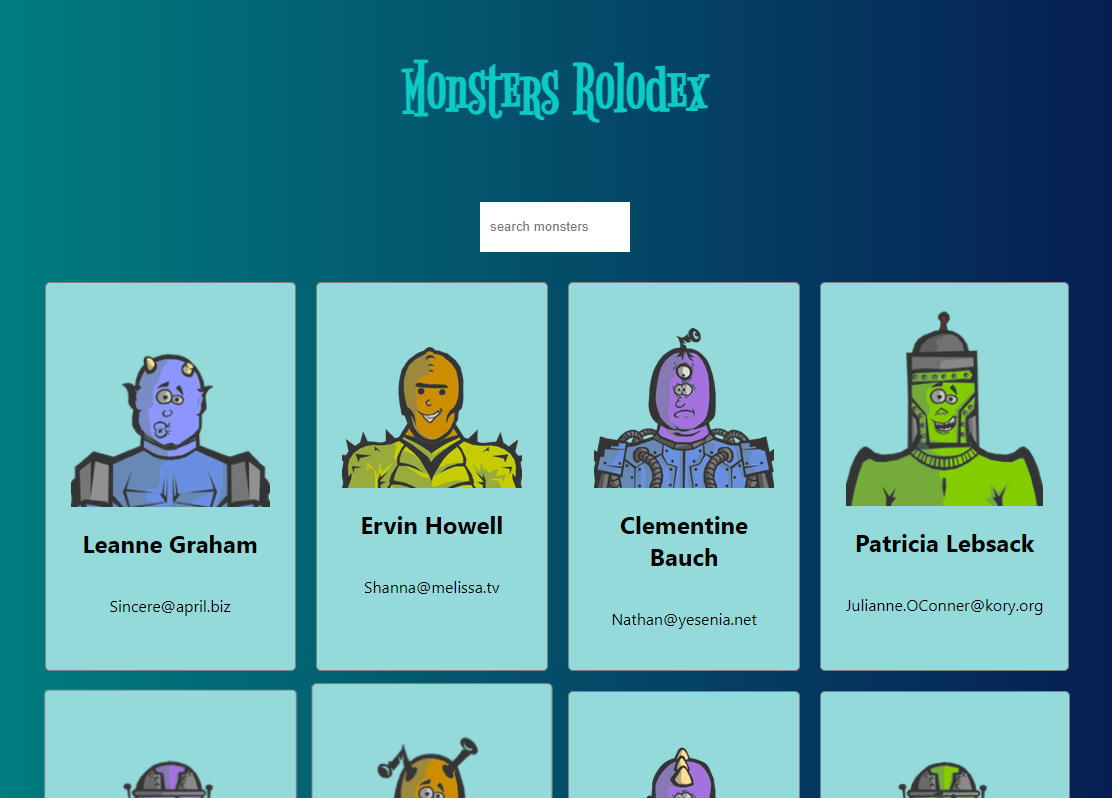 Monsters Rolodex
search monsters
Leanne Graham
Sincere@april.biz
Ervin Howell
Shanna@melissa.tv
Clementine
Bauch
Nathan@yesenia.net
Patricia Lebsack
Julianne.OConner@kory.org